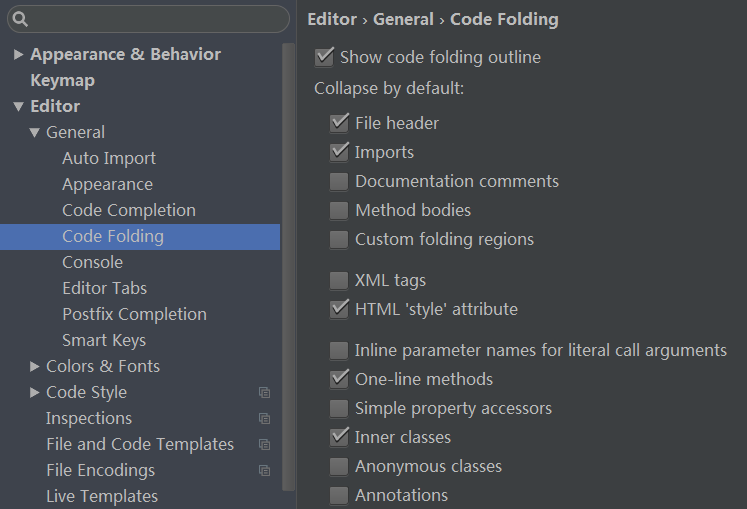 Appearance & Behavior
Keymap
Editor
General
Auto Import
Appearance
Code Completion
Code Folding
Console
Editor Tabs
Postfix Completion
Smart Keys
Colors & Fonts
Code Style
Inspections
File and Code Templates
File Encodings
Live Templates
Editor › General › Code Folding
Show code folding outline
Collapse by default:
File header
Imports
Documentation comments
Method bodies
Custom folding regions
XML tags
HTML 'style' attribute
Inline parameter names for literal call arguments
One-line methods
Simple property accessors
Inner classes
Anonymous classes
Annotations